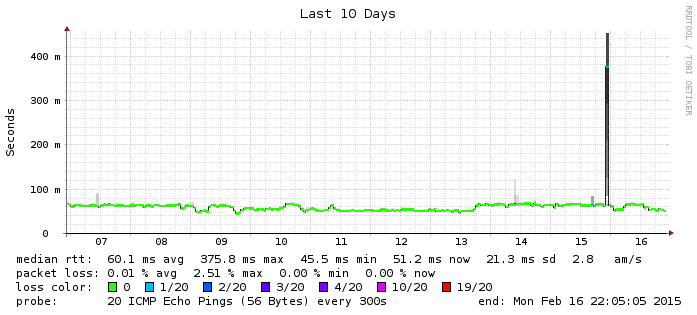 Last 10 Days
RRDTOOL / TOBI OETIKER
Seconds
400 m
300 m
200 m
100 m
0
07 08 09 10 11 12 13 14 15 16
median rtt: 60.1 ms avg 375.8 ms max 45.5 ms min 51.2 ms now 21.3 ms sd 2.8 am/s
packet loss: 0.01 % avg 2.51 % max 0.00 % min 0.00 % now
loss color: 0 1/20 2/20 3/20 4/20 10/20 19/20
probe: 20 ICMP Echo Pings (56 Bytes) every 300s end: Mon Feb 16 22:05:05 2015